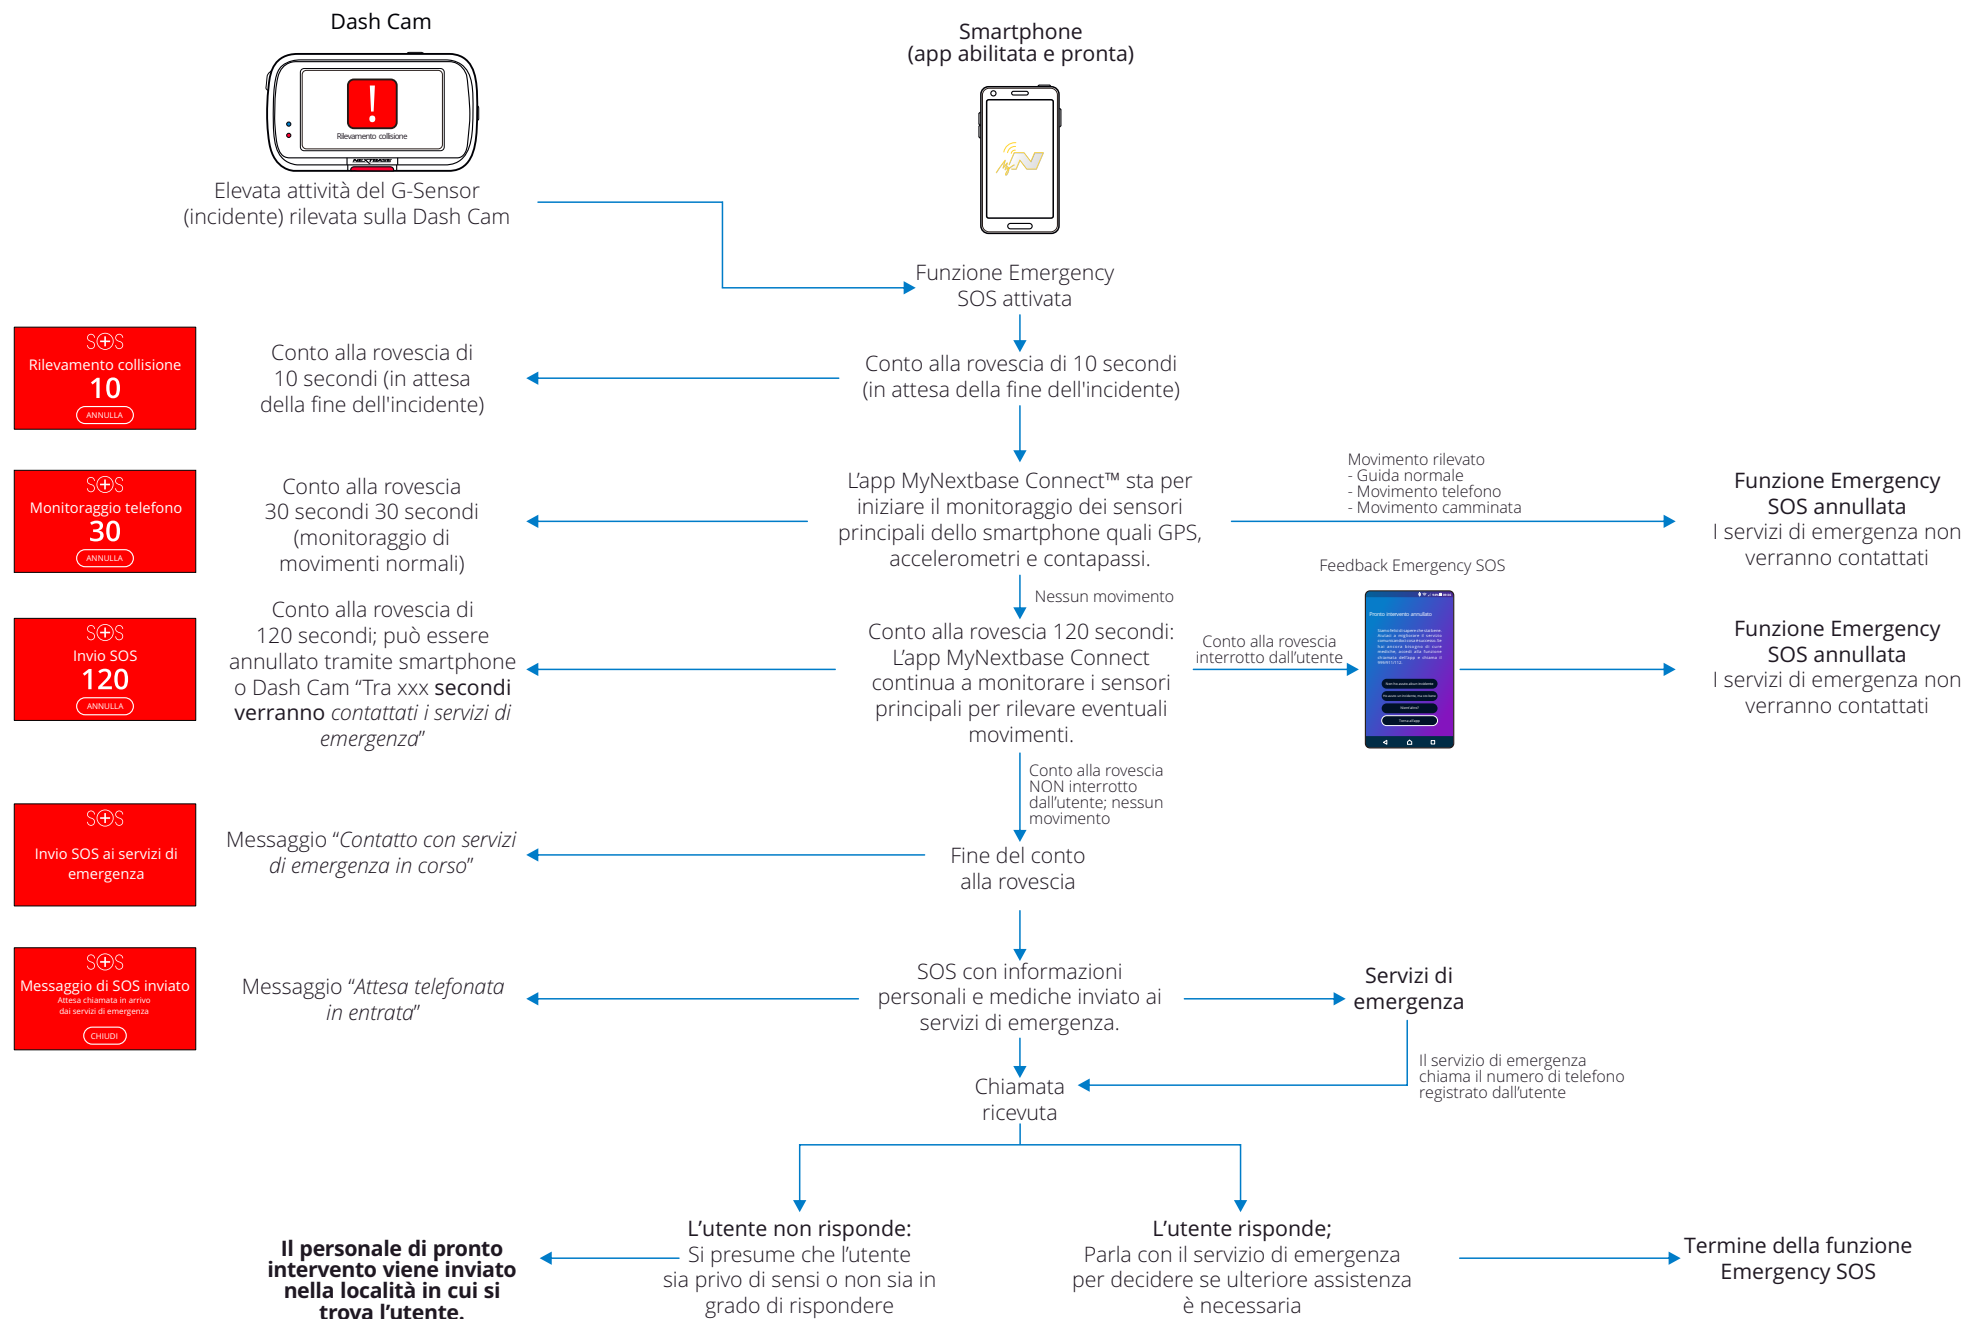 Dash Cam
Smartphone
(app abilitata e pronta)
Rilevamento collisione
NEXTBASE
Elevata attività del G-Sensor
(incidente) rilevata sulla Dash Cam
Funzione Emergency
SOS attivata
SOS
Rilevamento collisione
10
ANNULLA
Conto alla rovescia di
10 secondi (in attesa
della fine dell'incidente)
Conto alla rovescia di 10 secondi
(in attesa della fine dell'incidente)
SOS
Monitoraggio telefono
30
ANNULLA
Conto alla rovescia
30 secondi 30 secondi
(monitoraggio di
movimenti normali)
L’app MyNextbase Connect™ sta per
iniziare il monitoraggio dei sensori
principali dello smartphone quali GPS,
accelerometri e contapassi.
Movimento rilevato
- Guida normale
- Movimento telefono
- Movimento camminata
Funzione Emergency
SOS annullata
I servizi di emergenza non
verranno contattati
Nessun movimento
Feedback Emergency SOS
SOS
Invio SOS
120
ANNULLA
Conto alla rovescia di
120 secondi; può essere
annullato tramite smartphone
o Dash Cam “Tra xxx secondi
verranno contattati i servizi di
emergenza”
Conto alla rovescia 120 secondi:
L’app MyNextbase Connect
continua a monitorare i sensori
principali per rilevare eventuali
movimenti.
Conto alla rovescia
interrotto dall’utente
Pronto intervento annullato
Torna all'app
Funzione Emergency
SOS annullata
I servizi di emergenza non
verranno contattati
Conto alla rovescia
NON interrotto
dall’utente; nessun
movimento
SOS
Invio SOS ai servizi di
emergenza
Messaggio “Contatto con servizi
di emergenza in corso”
Fine del conto
alla rovescia
SOS
Messaggio di SOS inviato
Attesa chiamata in arrivo
dai servizi di emergenza
CHIUDI
Messaggio “Attesa telefonata
in entrata”
SOS con informazioni
personali e mediche inviato ai
servizi di emergenza.
Servizi di
emergenza
Il servizio di emergenza
chiama il numero di telefono
registrato dall’utente
Chiamata
ricevuta
Il personale di pronto
intervento viene inviato
nella località in cui si
trova l’utente.
L’utente non risponde:
Si presume che l’utente
sia privo di sensi o non sia in
grado di rispondere
L’utente risponde;
Parla con il servizio di emergenza
per decidere se ulteriore assistenza
è necessaria
Termine della funzione
Emergency SOS